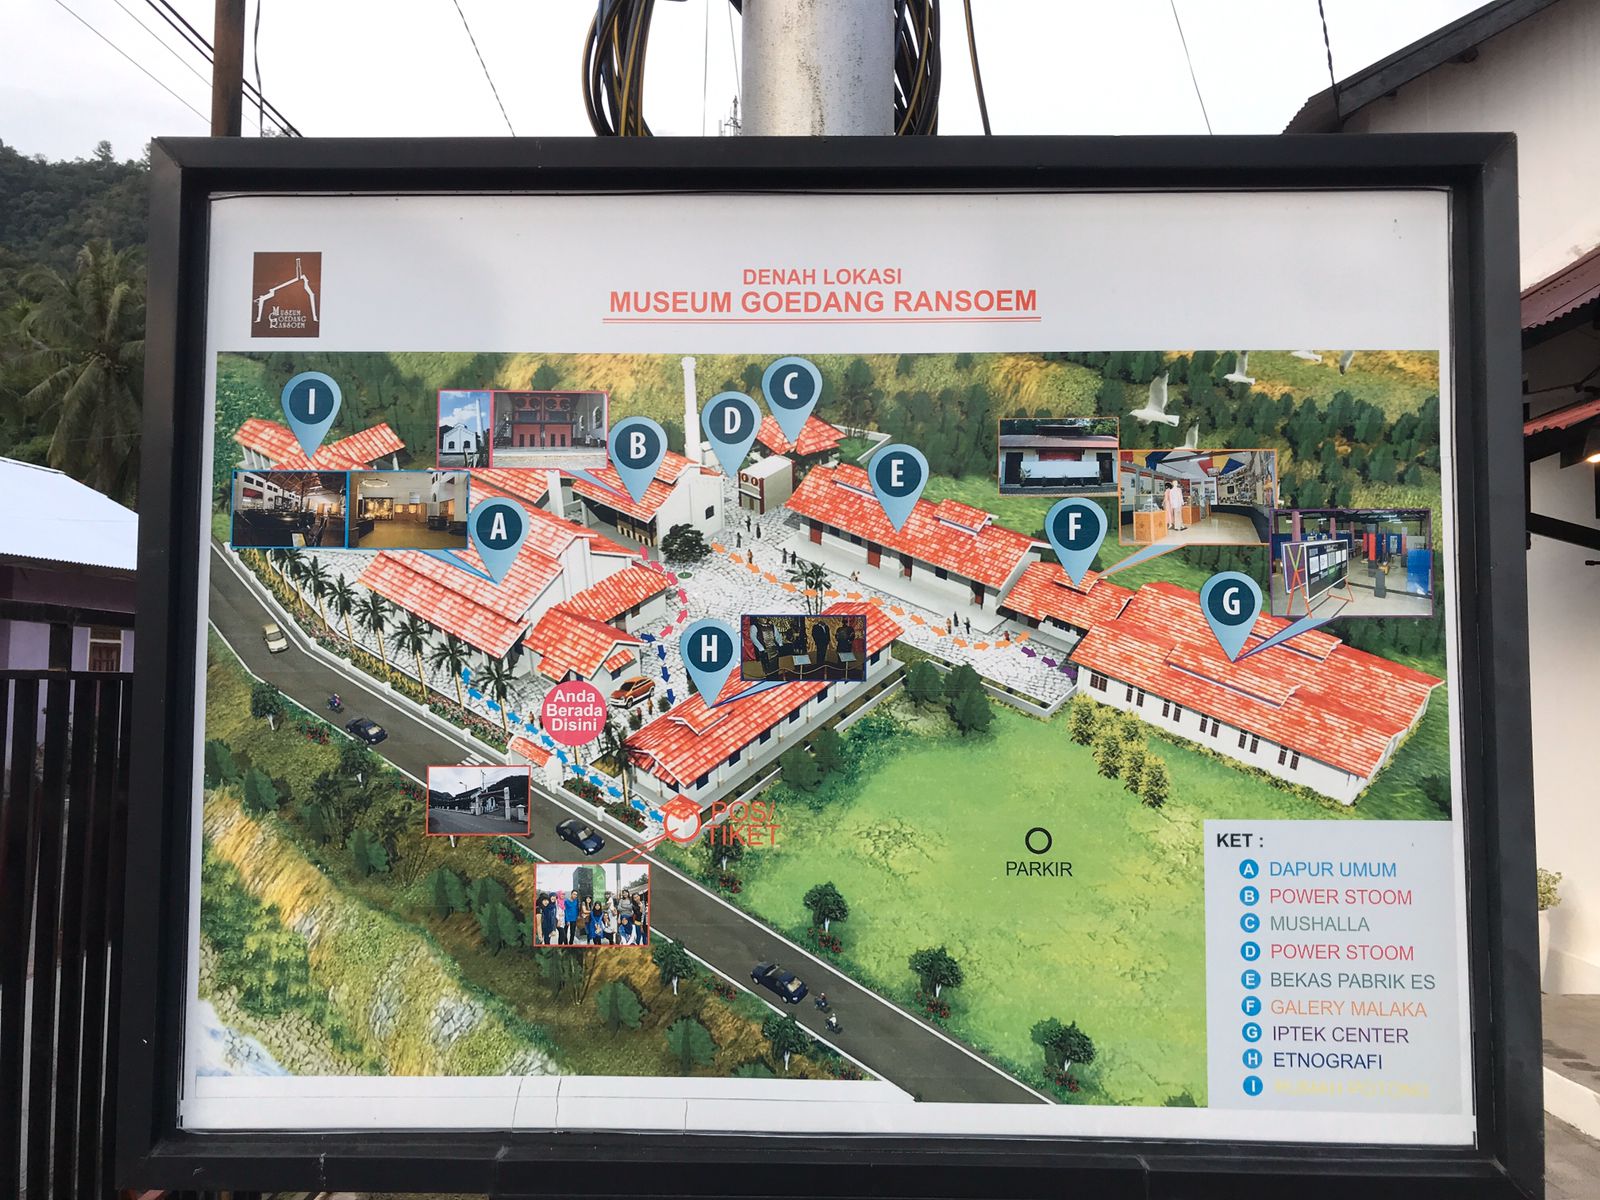 DENAH LOKASI
MUSEUM GOEDANG RANSOEM
MUSEUM
GOEDANG
RANSOEM
I
B
D
C
A
E
F
G
H
Anda
Berada
Disini
POS/
TIKET
PARKIR
KET :
A DAPUR UMUM
B POWER STOOM
C MUSHALLA
D POWER STOOM
E BEKAS PABRIK ES
F GALERY MALAKA
G IPTEK CENTER
H ETNOGRAFI
I RUMAH POTONG